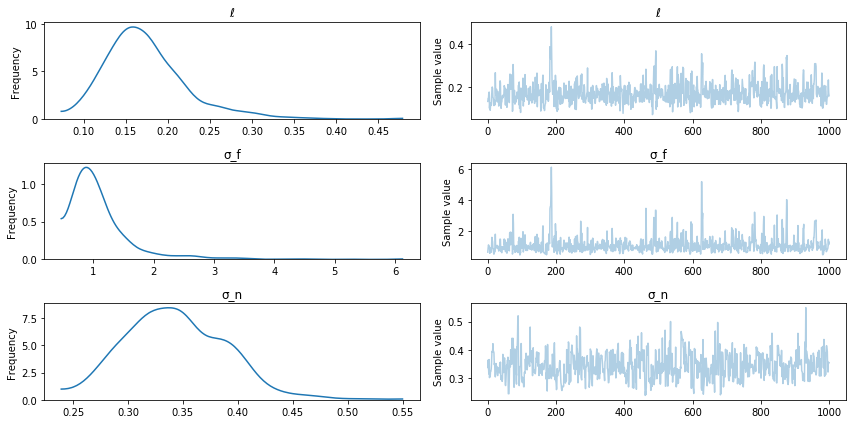 ℓ
Frequency
10
5
0
0.10 0.15 0.20 0.25 0.30 0.35 0.40 0.45
ℓ
Sample value
0.4
0.2
0 200 400 600 800 1000
σ_f
Frequency
1.0
0.5
0.0
1 2 3 4 5 6
σ_f
Sample value
6
4
2
0 200 400 600 800 1000
σ_n
Frequency
7.5
5.0
2.5
0.0
0.25 0.30 0.35 0.40 0.45 0.50 0.55
σ_n
Sample value
0.5
0.4
0.3
0 200 400 600 800 1000